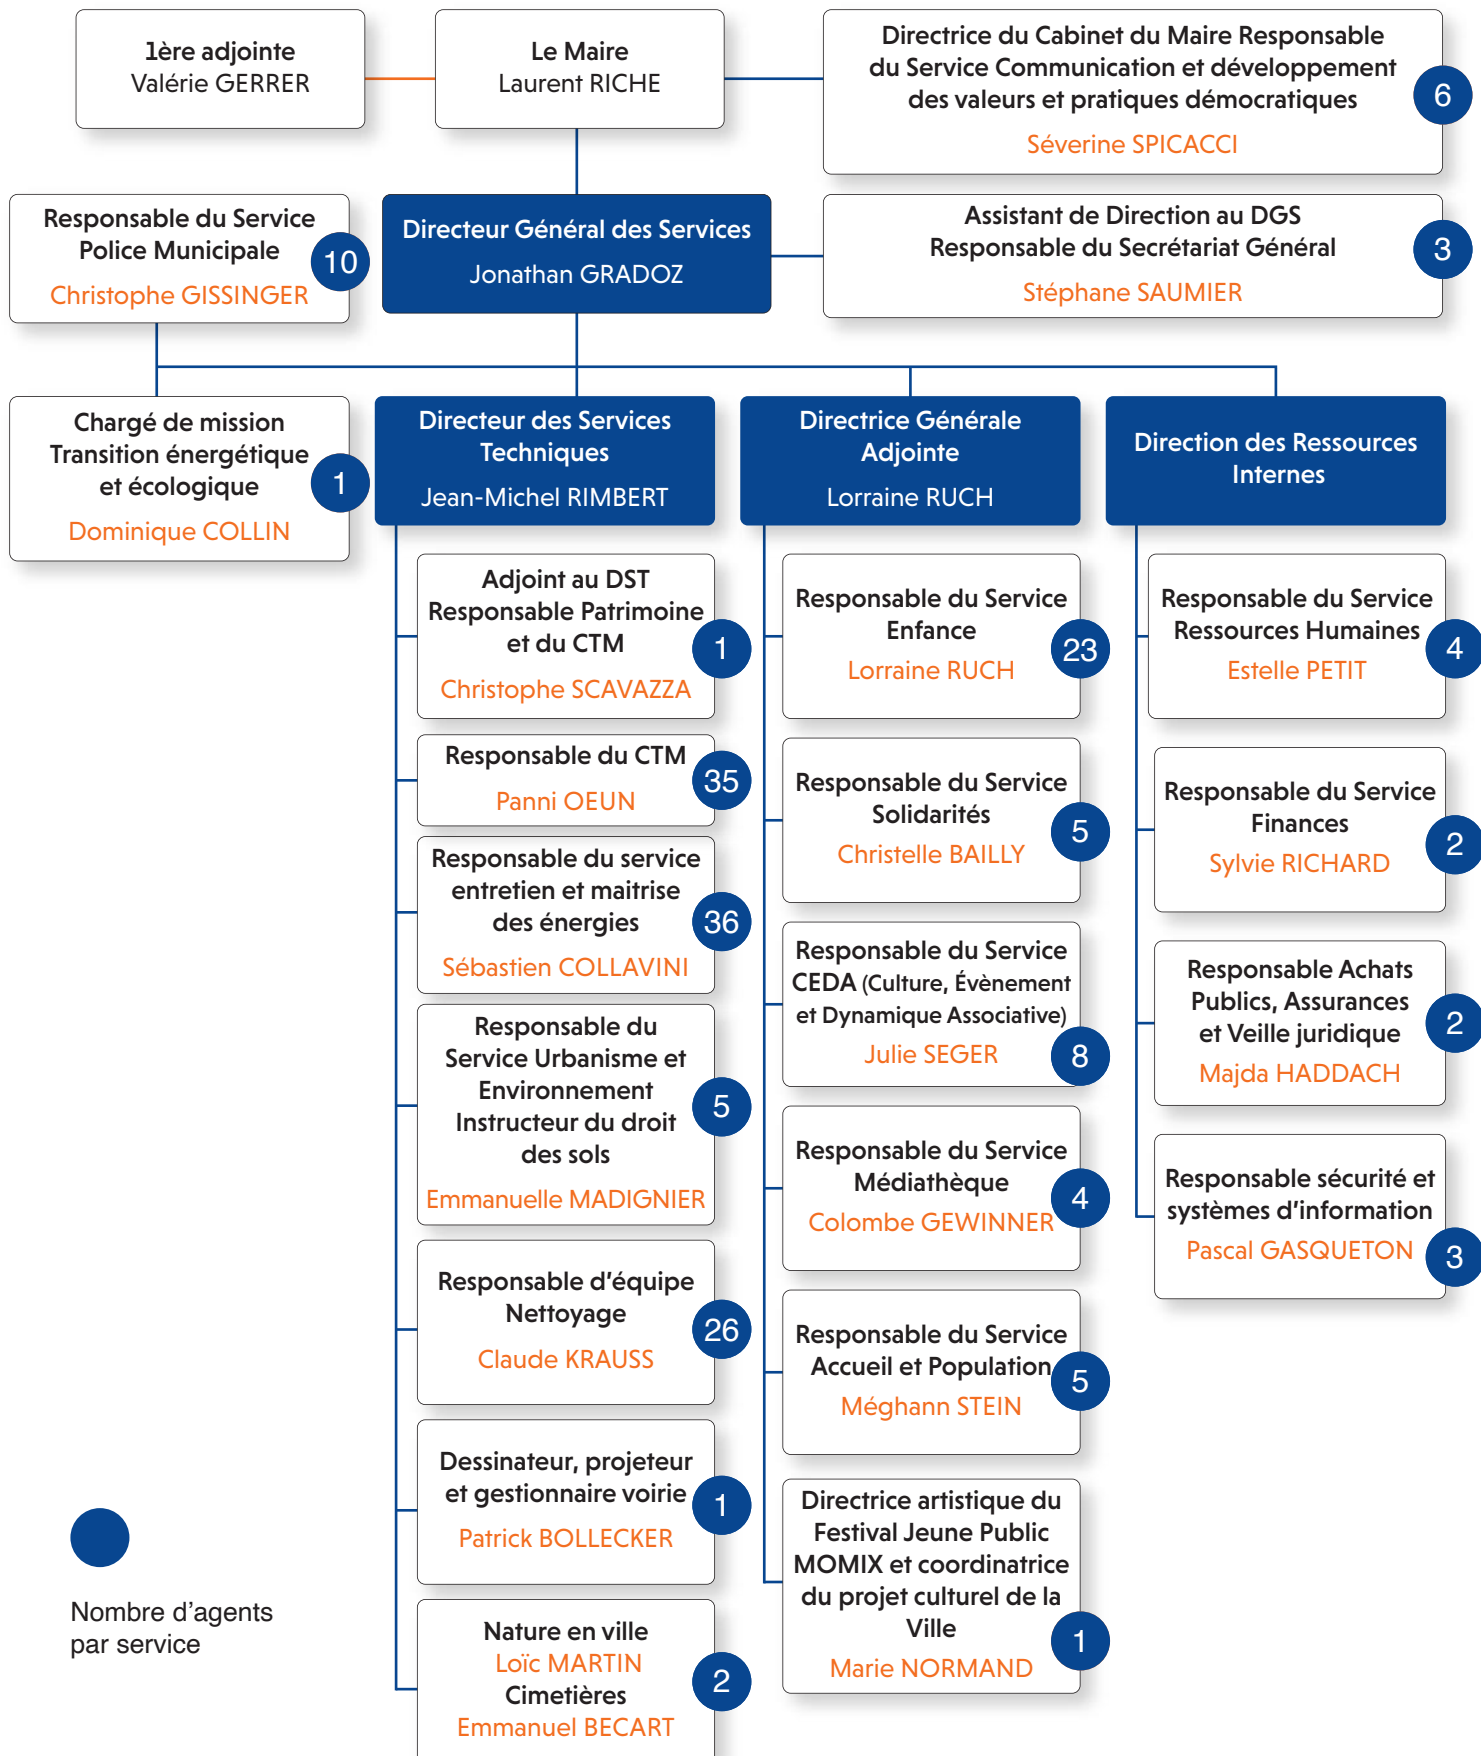 1ère adjointe
Valérie GERRER
Le Maire
Laurent RICHE
Directrice du Cabinet du Maire Responsable
du Service Communication et développement
des valeurs et pratiques démocratiques
Séverine SPICACCI
6
Responsable du Service
Police Municipale
Christophe GISSINGER
10
Directeur Général des Services
Jonathan GRADOZ
Assistant de Direction au DGS
Responsable du Secrétariat Général
Stéphane SAUMIER
3
Chargé de mission
Transition énergétique
et écologique
Dominique COLLIN
1
Directeur des Services
Techniques
Jean-Michel RIMBERT
Directrice Générale
Adjointe
Lorraine RUCH
Direction des Ressources
Internes
Adjoint au DST
Responsable Patrimoine
et du CTM
Christophe SCAVAZZA
1
Responsable du CTM
Panni OEUN
35
Responsable du service
entretien et maitrise
des énergies
Sébastien COLLAVINI
36
Responsable du
Service Urbanisme et
Environnement
Instructeur du droit
des sols
Emmanuelle MADIGNIER
5
Responsable d'équipe
Nettoyage
Claude KRAUSS
26
Dessinateur, projeteur
et gestionnaire voirie
Patrick BOLLECKER
1
Nature en ville
Loïc MARTIN
Cimetières
Emmanuel BECART
2
Responsable du Service
Enfance
Lorraine RUCH
23
Responsable du Service
Solidarités
Christelle BAILLY
5
Responsable du Service
CEDA (Culture, Évènement
et Dynamique Associative)
Julie SEGER
8
Responsable du Service
Médiathèque
Colombe GEWINNER
4
Responsable du Service
Accueil et Population
Méghann STEIN
5
Directrice artistique du
Festival Jeune Public
MOMIX et coordinatrice
du projet culturel de la
Ville
Marie NORMAND
1
Responsable du Service
Ressources Humaines
Estelle PETIT
4
Responsable du Service
Finances
Sylvie RICHARD
2
Responsable Achats
Publics, Assurances
et Veille juridique
Majda HADDACH
2
Responsable sécurité et
systèmes d'information
Pascal GASQUETON
3
Nombre d'agents
par service